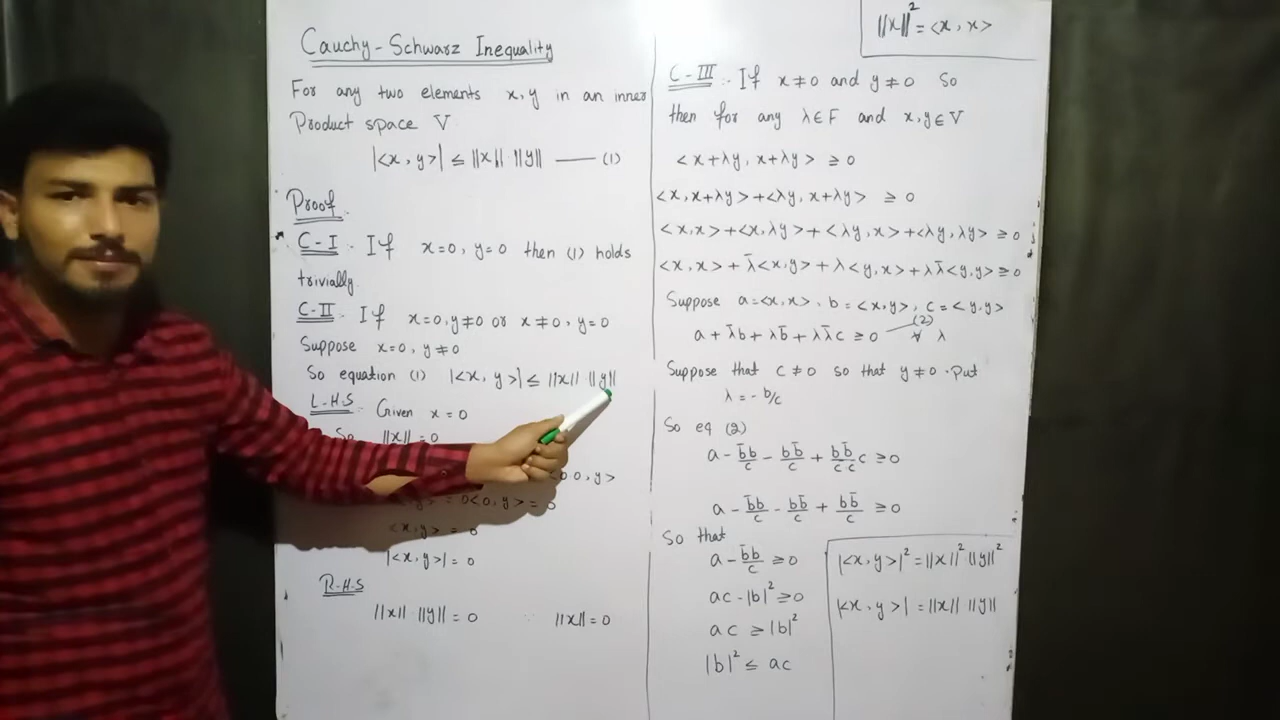 Cauchy-Schwarz Inequality
For any two elements x,y in an inner
Product space V
|<x, y>| ≤ ||x|| ||y|| —— (1)
Proof
C-I :- If x=0, y=0 then (1) holds
trivially.
C-II :- If x=0, y≠0 or x≠0, y=0
Suppose x=0, y≠0
So equation (1) |<x, y>| ≤ ||x|| ||y||
L-H-S :- Given x=0
So ||x|| = 0
0, y>
y> = 0<0, y> = 0
<x, y> = 0
|<x, y>| = 0
R-H-S
||x|| ||y|| = 0 ∵ ||x|| = 0
||x||² = <x, x>
C-III :- If x≠0 and y≠0 So
then for any λ∈F and x,y∈V
<x+λy, x+λy> ≥ 0
<x, x+λy> + <λy, x+λy> ≥ 0
<x,x> + <x,λy> + <λy,x> + <λy,λy> ≥ 0
<x,x> + λ̄<x,y> + λ<y,x> + λλ̄<y,y> ≥ 0
Suppose a=<x,x>, b=<x,y>, c=<y,y>
a + λ̄b + λb̄ + λλ̄c ≥ 0 —— (2) ∀ λ
Suppose that c≠0 so that y≠0. Put
λ = -b/c
So eq (2)
a - b̄b/c - bb̄/c + bb̄/cc c ≥ 0
a - b̄b/c - bb̄/c + bb̄/c ≥ 0
So that
a - b̄b/c ≥ 0
ac - |b|² ≥ 0
ac ≥ |b|²
|b|² ≤ ac
|<x, y>|² = ||x||² ||y||²
|<x, y>| = ||x|| ||y||